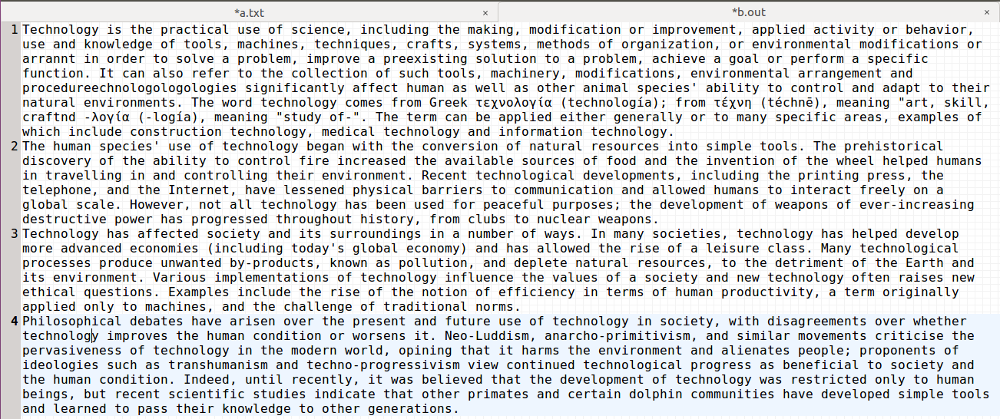 *a.txt × *b.out ×
1 Technology is the practical use of science, including the making, modification or improvement, applied activity or behavior,
use and knowledge of tools, machines, techniques, crafts, systems, methods of organization, or environmental modifications or
arrannt in order to solve a problem, improve a preexisting solution to a problem, achieve a goal or perform a specific
function. It can also refer to the collection of such tools, machinery, modifications, environmental arrangement and
procedureechnologologologies significantly affect human as well as other animal species' ability to control and adapt to their
natural environments. The word technology comes from Greek τεχνολογία (technología); from τέχνη (téchnē), meaning "art, skill,
craftnd -λογία (-logía), meaning "study of-". The term can be applied either generally or to many specific areas, examples of
which include construction technology, medical technology and information technology.
2 The human species' use of technology began with the conversion of natural resources into simple tools. The prehistorical
discovery of the ability to control fire increased the available sources of food and the invention of the wheel helped humans
in travelling in and controlling their environment. Recent technological developments, including the printing press, the
telephone, and the Internet, have lessened physical barriers to communication and allowed humans to interact freely on a
global scale. However, not all technology has been used for peaceful purposes; the development of weapons of ever-increasing
destructive power has progressed throughout history, from clubs to nuclear weapons.
3 Technology has affected society and its surroundings in a number of ways. In many societies, technology has helped develop
more advanced economies (including today's global economy) and has allowed the rise of a leisure class. Many technological
processes produce unwanted by-products, known as pollution, and deplete natural resources, to the detriment of the Earth and
its environment. Various implementations of technology influence the values of a society and new technology often raises new
ethical questions. Examples include the rise of the notion of efficiency in terms of human productivity, a term originally
applied only to machines, and the challenge of traditional norms.
4 Philosophical debates have arisen over the present and future use of technology in society, with disagreements over whether
technology improves the human condition or worsens it. Neo-Luddism, anarcho-primitivism, and similar movements criticise the
pervasiveness of technology in the modern world, opining that it harms the environment and alienates people; proponents of
ideologies such as transhumanism and techno-progressivism view continued technological progress as beneficial to society and
the human condition. Indeed, until recently, it was believed that the development of technology was restricted only to human
beings, but recent scientific studies indicate that other primates and certain dolphin communities have developed simple tools
and learned to pass their knowledge to other generations.